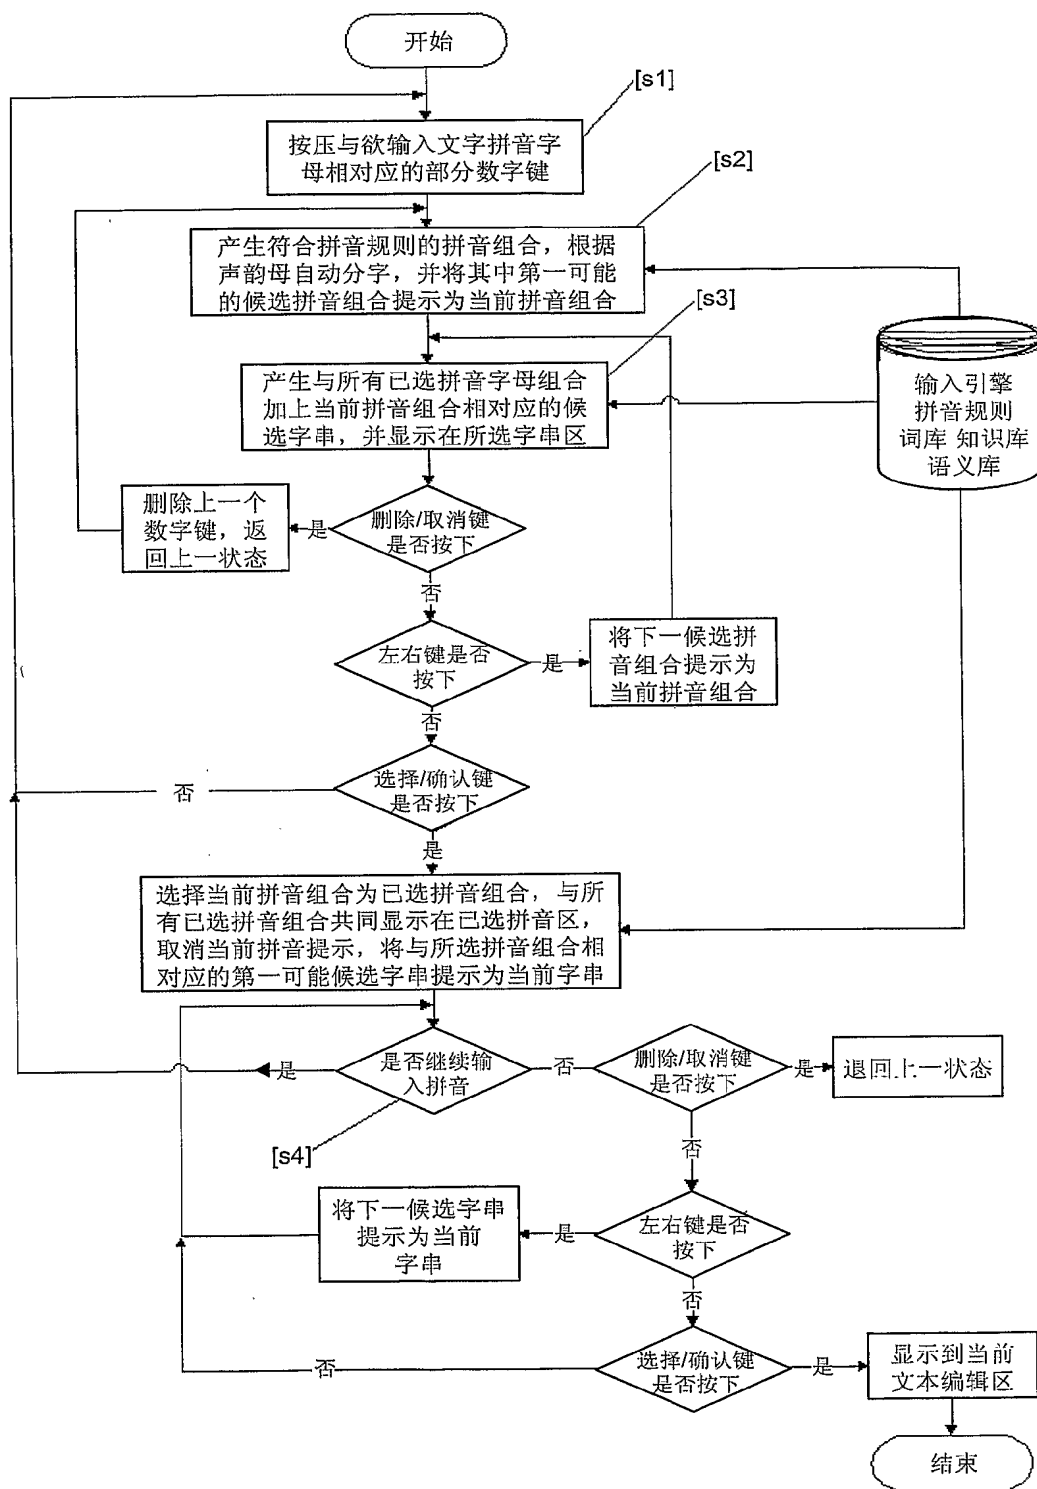 开始
[s1]
按压与欲输入文字拼音字
母相对应的部分数字键
[s2]
产生符合拼音规则的拼音组合，根据
声韵母自动分字，并将其中第一可能
的候选拼音组合提示为当前拼音组合
[s3]
产生与所有已选拼音字母组合
加上当前拼音组合相对应的候
选字串，并显示在所选字串区
输入引擎
拼音规则
词库 知识库
语义库
删除上一个
数字键，返
回上一状态
是
删除/取消键
是否按下
否
左右键是否
按下
是
将下一候选拼
音组合提示为
当前拼音组合
否
选择/确认键
是否按下
否
是
选择当前拼音组合为已选拼音组合，与所
有已选拼音组合共同显示在已选拼音区，
取消当前拼音提示，将与所选拼音组合相
对应的第一可能候选字串提示为当前字串
是
是否继续输
入拼音
否
删除/取消键
是否按下
是
退回上一状态
[s4]
否
将下一候选字串
提示为当前
字串
是
左右键是否
按下
否
否
选择/确认键
是否按下
是
显示到当前
文本编辑区
结束